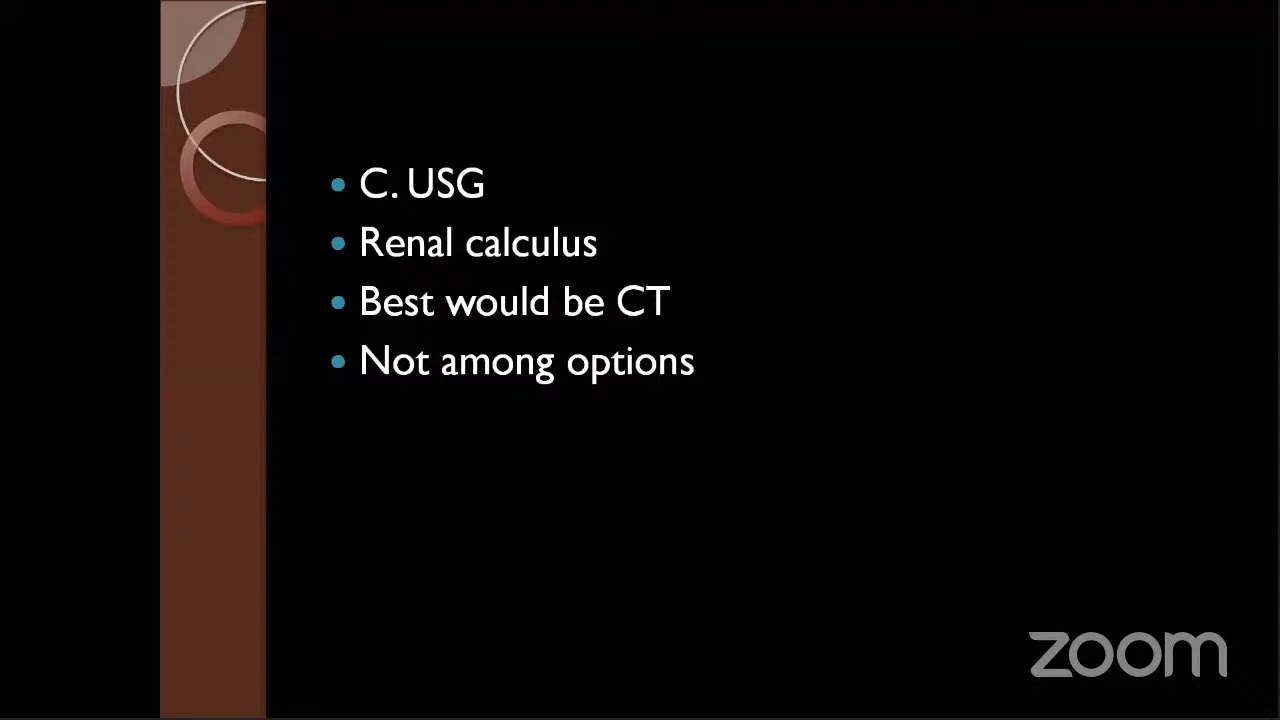 • C. USG
• Renal calculus
• Best would be CT
• Not among options
zoom